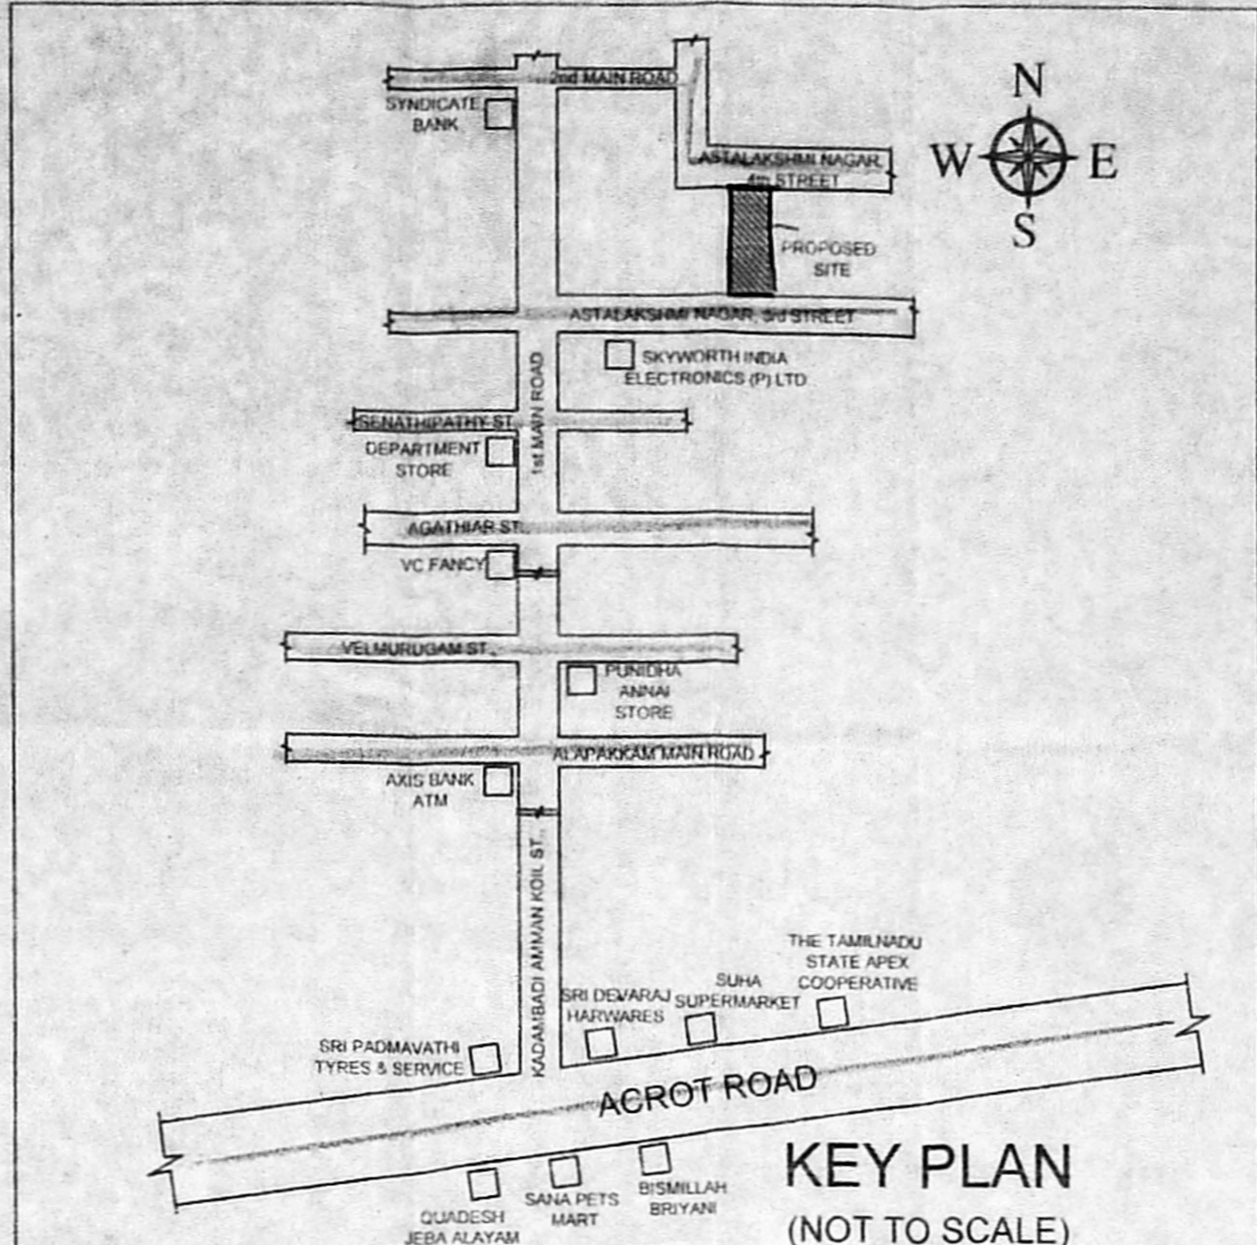 2nd MAIN ROAD
SYNDICATE
BANK
N
W
E
S
ASTALAKSHMI NAGAR,
4th STREET
PROPOSED
SITE
ASTALAKSHMI NAGAR, 3rd STREET
SKYWORTH INDIA
ELECTRONICS (P) LTD
1st MAIN ROAD
SENATHIPATHY ST.,
DEPARTMENT
STORE
AGATHIAR ST.,
VC FANCY
VELMURUGAM ST.,
PUNIDHA
ANNAI
STORE
ALAPAKKAM MAIN ROAD
AXIS BANK
ATM
KADAMBADI AMMAN KOIL ST.,
THE TAMILNADU
STATE APEX
COOPERATIVE
SUHA
SUPERMARKET
SRI DEVARAJ
HARWARES
SRI PADMAVATHI
TYRES & SERVICE
ACROT ROAD
QUADESH
JEBA ALAYAM
SANA PETS
MART
BISMILLAH
BRIYANI
KEY PLAN
(NOT TO SCALE)